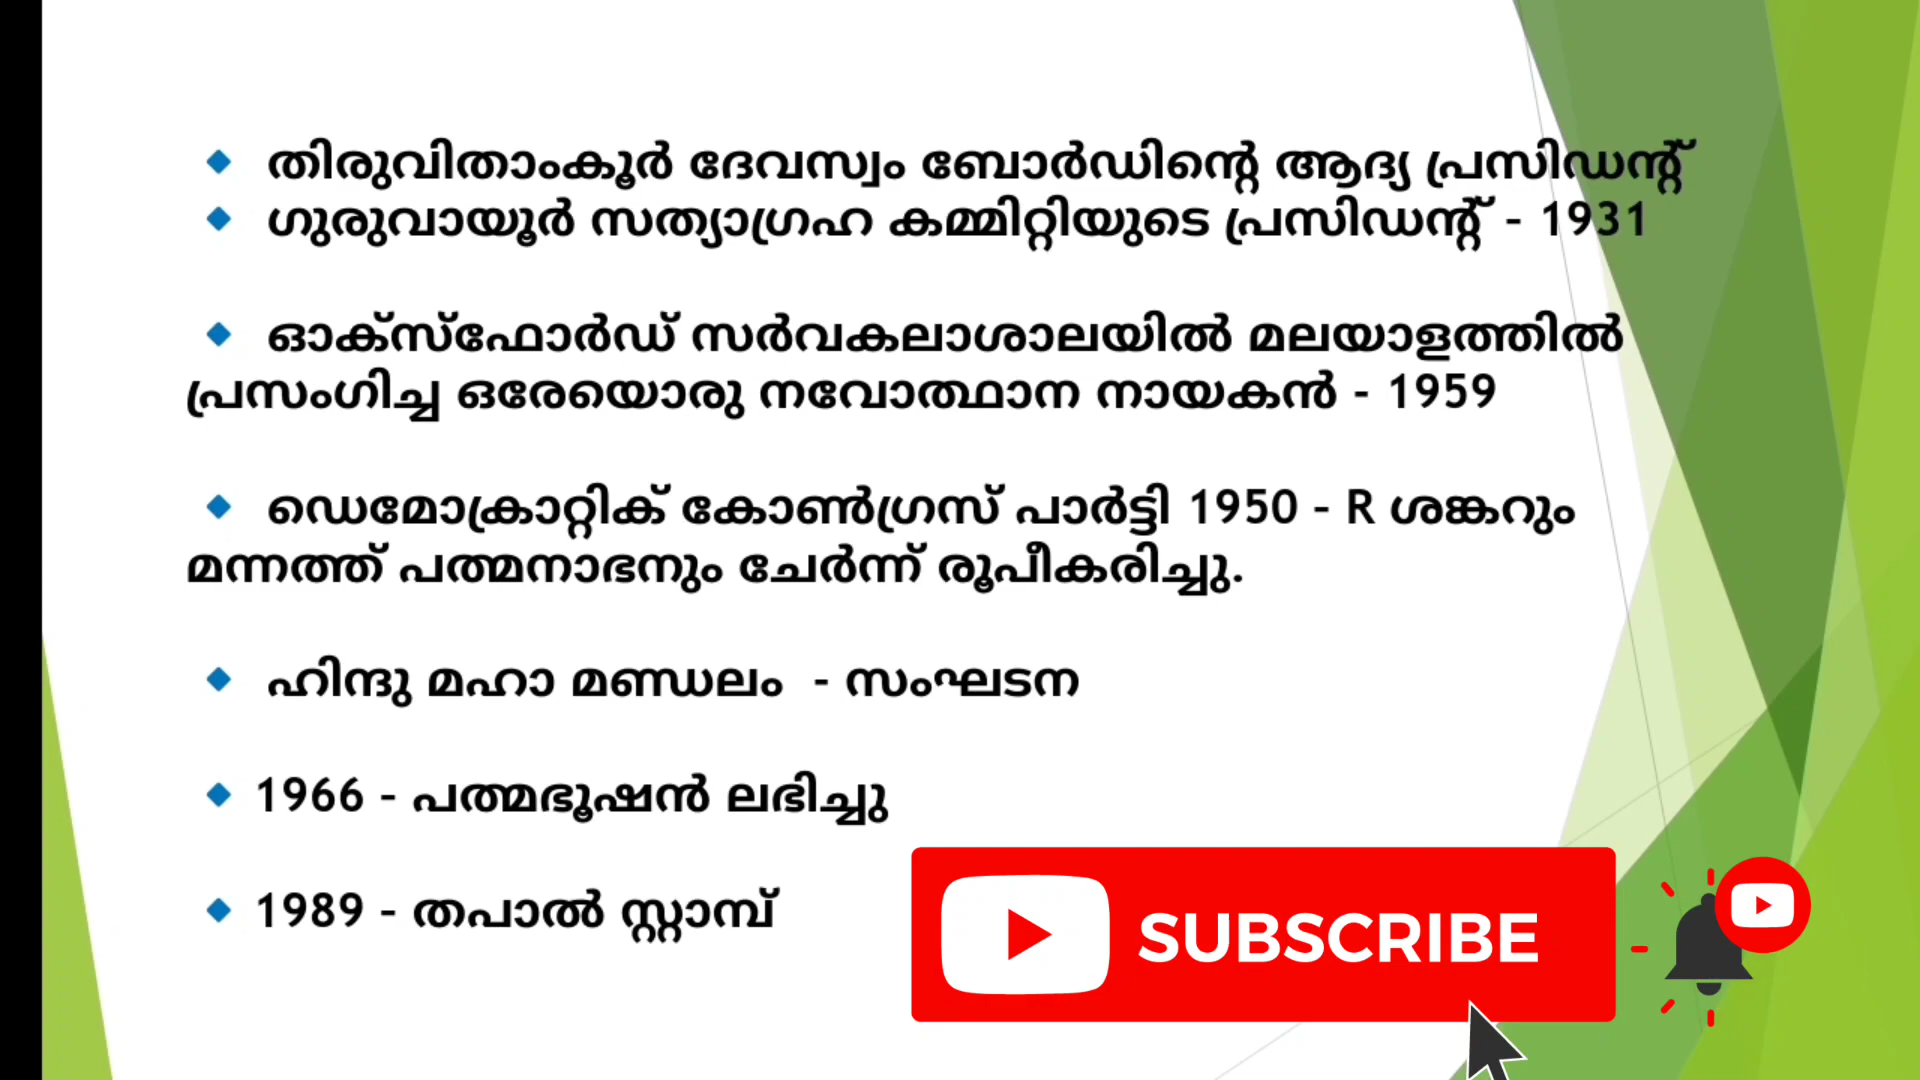 തിരുവിതാംകൂർ ദേവസ്വം ബോർഡിന്റെ ആദ്യ പ്രസിഡന്റ്
ഗുരുവായൂർ സത്യാഗ്രഹ കമ്മിറ്റിയുടെ പ്രസിഡന്റ് - 1931
ഓക്സ്ഫോർഡ് സർവകലാശാലയിൽ മലയാളത്തിൽ
പ്രസംഗിച്ച ഒരേയൊരു നവോത്ഥാന നായകൻ - 1959
ഡെമോക്രാറ്റിക് കോൺഗ്രസ് പാർട്ടി 1950 - R ശങ്കറും
മന്നത്ത് പത്മനാഭനും ചേർന്ന് രൂപീകരിച്ചു.
ഹിന്ദു മഹാ മണ്ഡലം - സംഘടന
1966 - പത്മഭൂഷൻ ലഭിച്ചു
1989 - തപാൽ സ്റ്റാമ്പ്
SUBSCRIBE